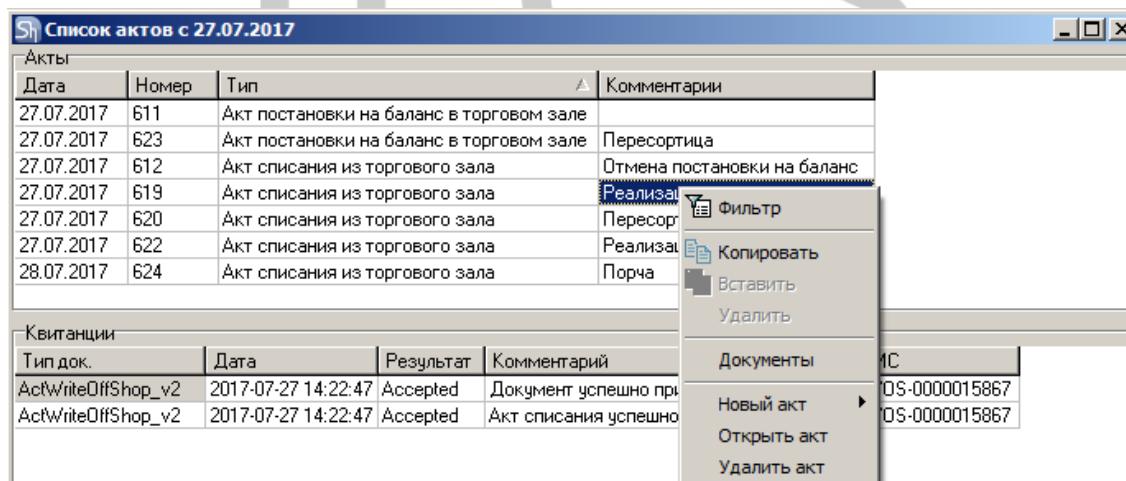 Sh Список актов с 27.07.2017
Акты
Дата Номер Тип Комментарии
27.07.2017 611 Акт постановки на баланс в торговом зале
27.07.2017 623 Акт постановки на баланс в торговом зале Пересортица
27.07.2017 612 Акт списания из торгового зала Отмена постановки на баланс
27.07.2017 619 Акт списания из торгового зала
Фильтр
27.07.2017 620 Акт списания из торгового зала
27.07.2017 622 Акт списания из торгового зала
Копировать
28.07.2017 624 Акт списания из торгового зала Порча
Вставить
Удалить
Квитанции
Тип док. Дата Результат Комментарий
Документы
ActWriteOffShop_v2 2017-07-27 14:22:47 Accepted Документ успешно OS-0000015867
Новый акт
ActWriteOffShop_v2 2017-07-27 14:22:47 Accepted Акт списания успешно OS-0000015867
Открыть акт
Удалить акт